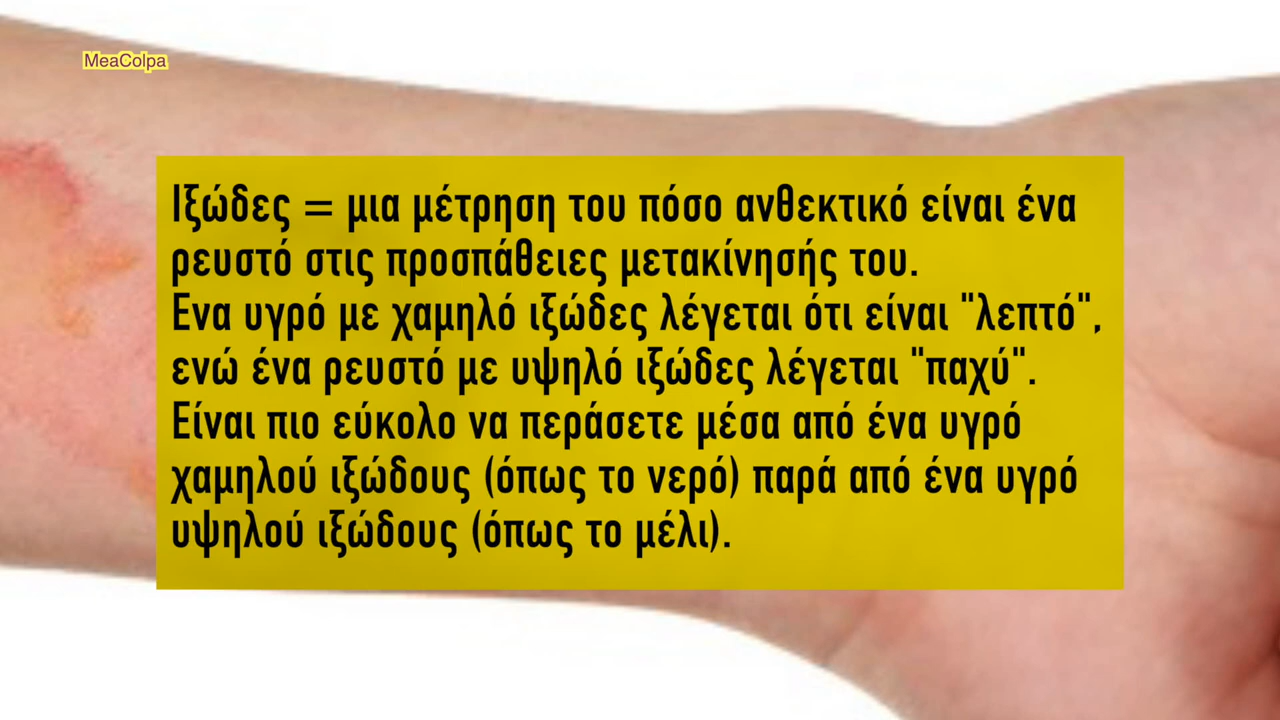 MeaColpa
Ιξώδες = μια μέτρηση του πόσο ανθεκτικό είναι ένα
ρευστό στις προσπάθειες μετακίνησής του.
Ενα υγρό με χαμηλό ιξώδες λέγεται ότι είναι "λεπτό",
ενώ ένα ρευστό με υψηλό ιξώδες λέγεται "παχύ".
Είναι πιο εύκολο να περάσετε μέσα από ένα υγρό
χαμηλού ιξώδους (όπως το νερό) παρά από ένα υγρό
υψηλού ιξώδους (όπως το μέλι).